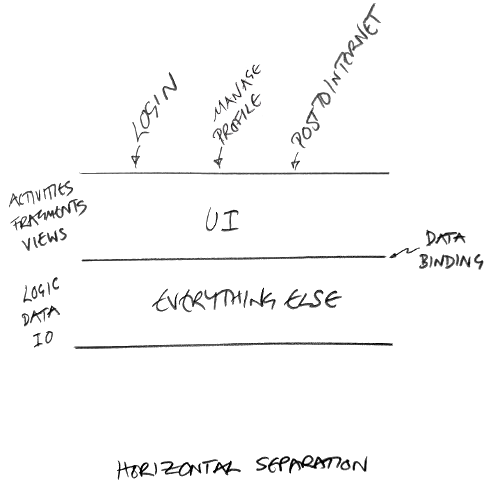 LOGIN
MANAGE
PROFILE
POST TO INTERNET
ACTIVITIES
FRAGMENTS
VIEWS
UI
DATA
BINDING
LOGIC
DATA
IO
EVERYTHING ELSE
HORIZONTAL SEPARATION